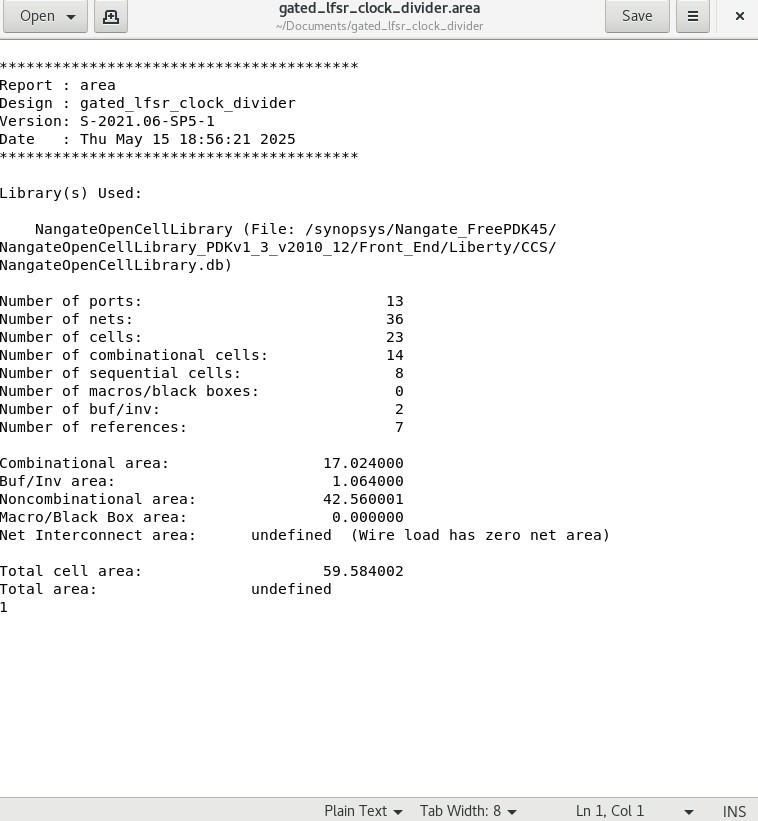 Open
gated_lfsr_clock_divider.area
~/Documents/gated_lfsr_clock_divider
Save
****************************************
Report : area
Design : gated_lfsr_clock_divider
Version: S-2021.06-SP5-1
Date   : Thu May 15 18:56:21 2025
****************************************
Library(s) Used:
    NangateOpenCellLibrary (File: /synopsys/Nangate_FreePDK45/
NangateOpenCellLibrary_PDKv1_3_v2010_12/Front_End/Liberty/CCS/
NangateOpenCellLibrary.db)
Number of ports:                           13
Number of nets:                            36
Number of cells:                           23
Number of combinational cells:             14
Number of sequential cells:                 8
Number of macros/black boxes:               0
Number of buf/inv:                          2
Number of references:                       7
Combinational area:                 17.024000
Buf/Inv area:                        1.064000
Noncombinational area:              42.560001
Macro/Black Box area:                0.000000
Net Interconnect area:      undefined  (Wire load has zero net area)
Total cell area:                    59.584002
Total area:                 undefined
1
Plain Text
Tab Width: 8
Ln 1, Col 1
INS